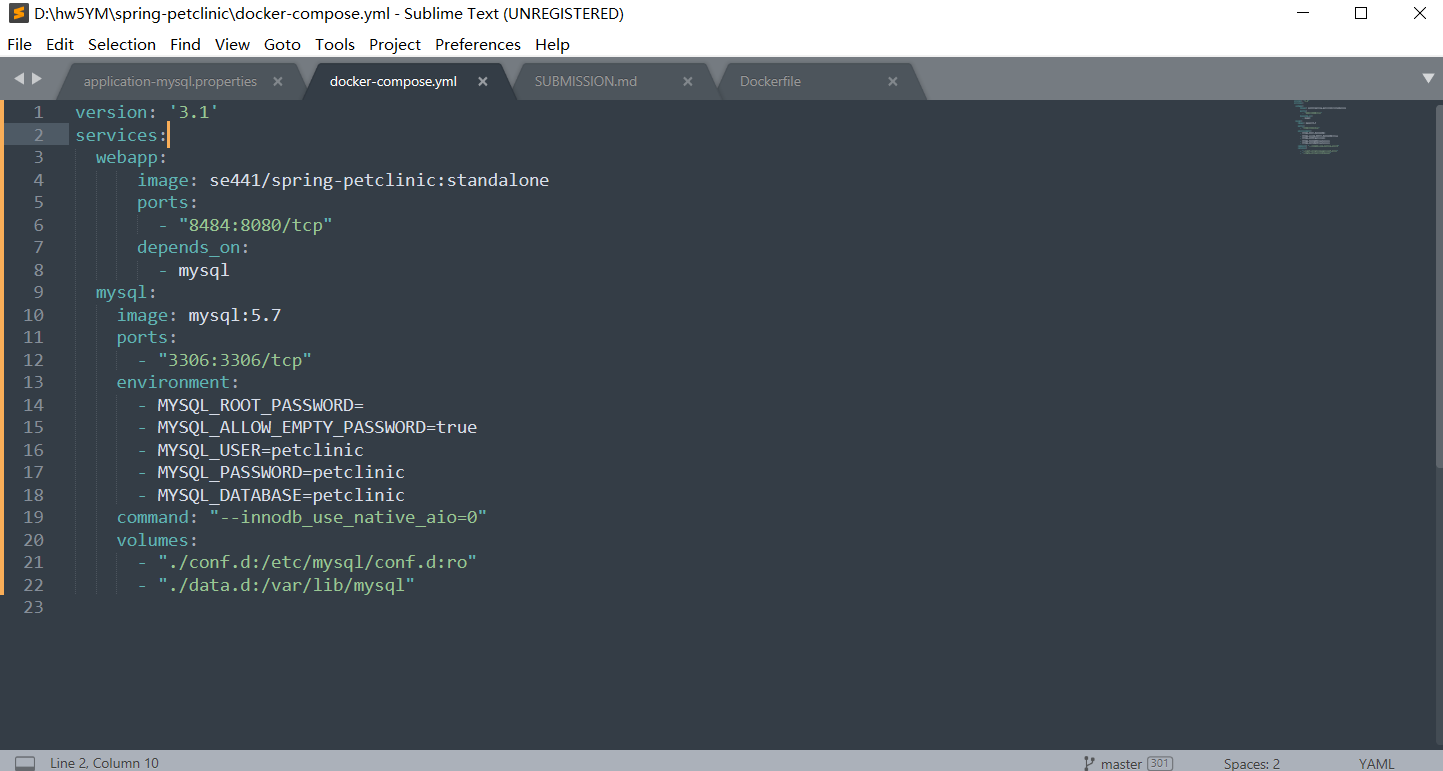 D:\hw5YM\spring-petclinic\docker-compose.yml - Sublime Text (UNREGISTERED)
File Edit Selection Find View Goto Tools Project Preferences Help
application-mysql.properties docker-compose.yml SUBMISSION.md Dockerfile
1 version: '3.1'
2 services:
3   webapp:
4       image: se441/spring-petclinic:standalone
5       ports:
6         - "8484:8080/tcp"
7       depends_on:
8         - mysql
9   mysql:
10     image: mysql:5.7
11     ports:
12       - "3306:3306/tcp"
13     environment:
14       - MYSQL_ROOT_PASSWORD=
15       - MYSQL_ALLOW_EMPTY_PASSWORD=true
16       - MYSQL_USER=petclinic
17       - MYSQL_PASSWORD=petclinic
18       - MYSQL_DATABASE=petclinic
19     command: "--innodb_use_native_aio=0"
20     volumes:
21       - "./conf.d:/etc/mysql/conf.d:ro"
22       - "./data.d:/var/lib/mysql"
23
Line 2, Column 10 master 301 Spaces: 2 YAML